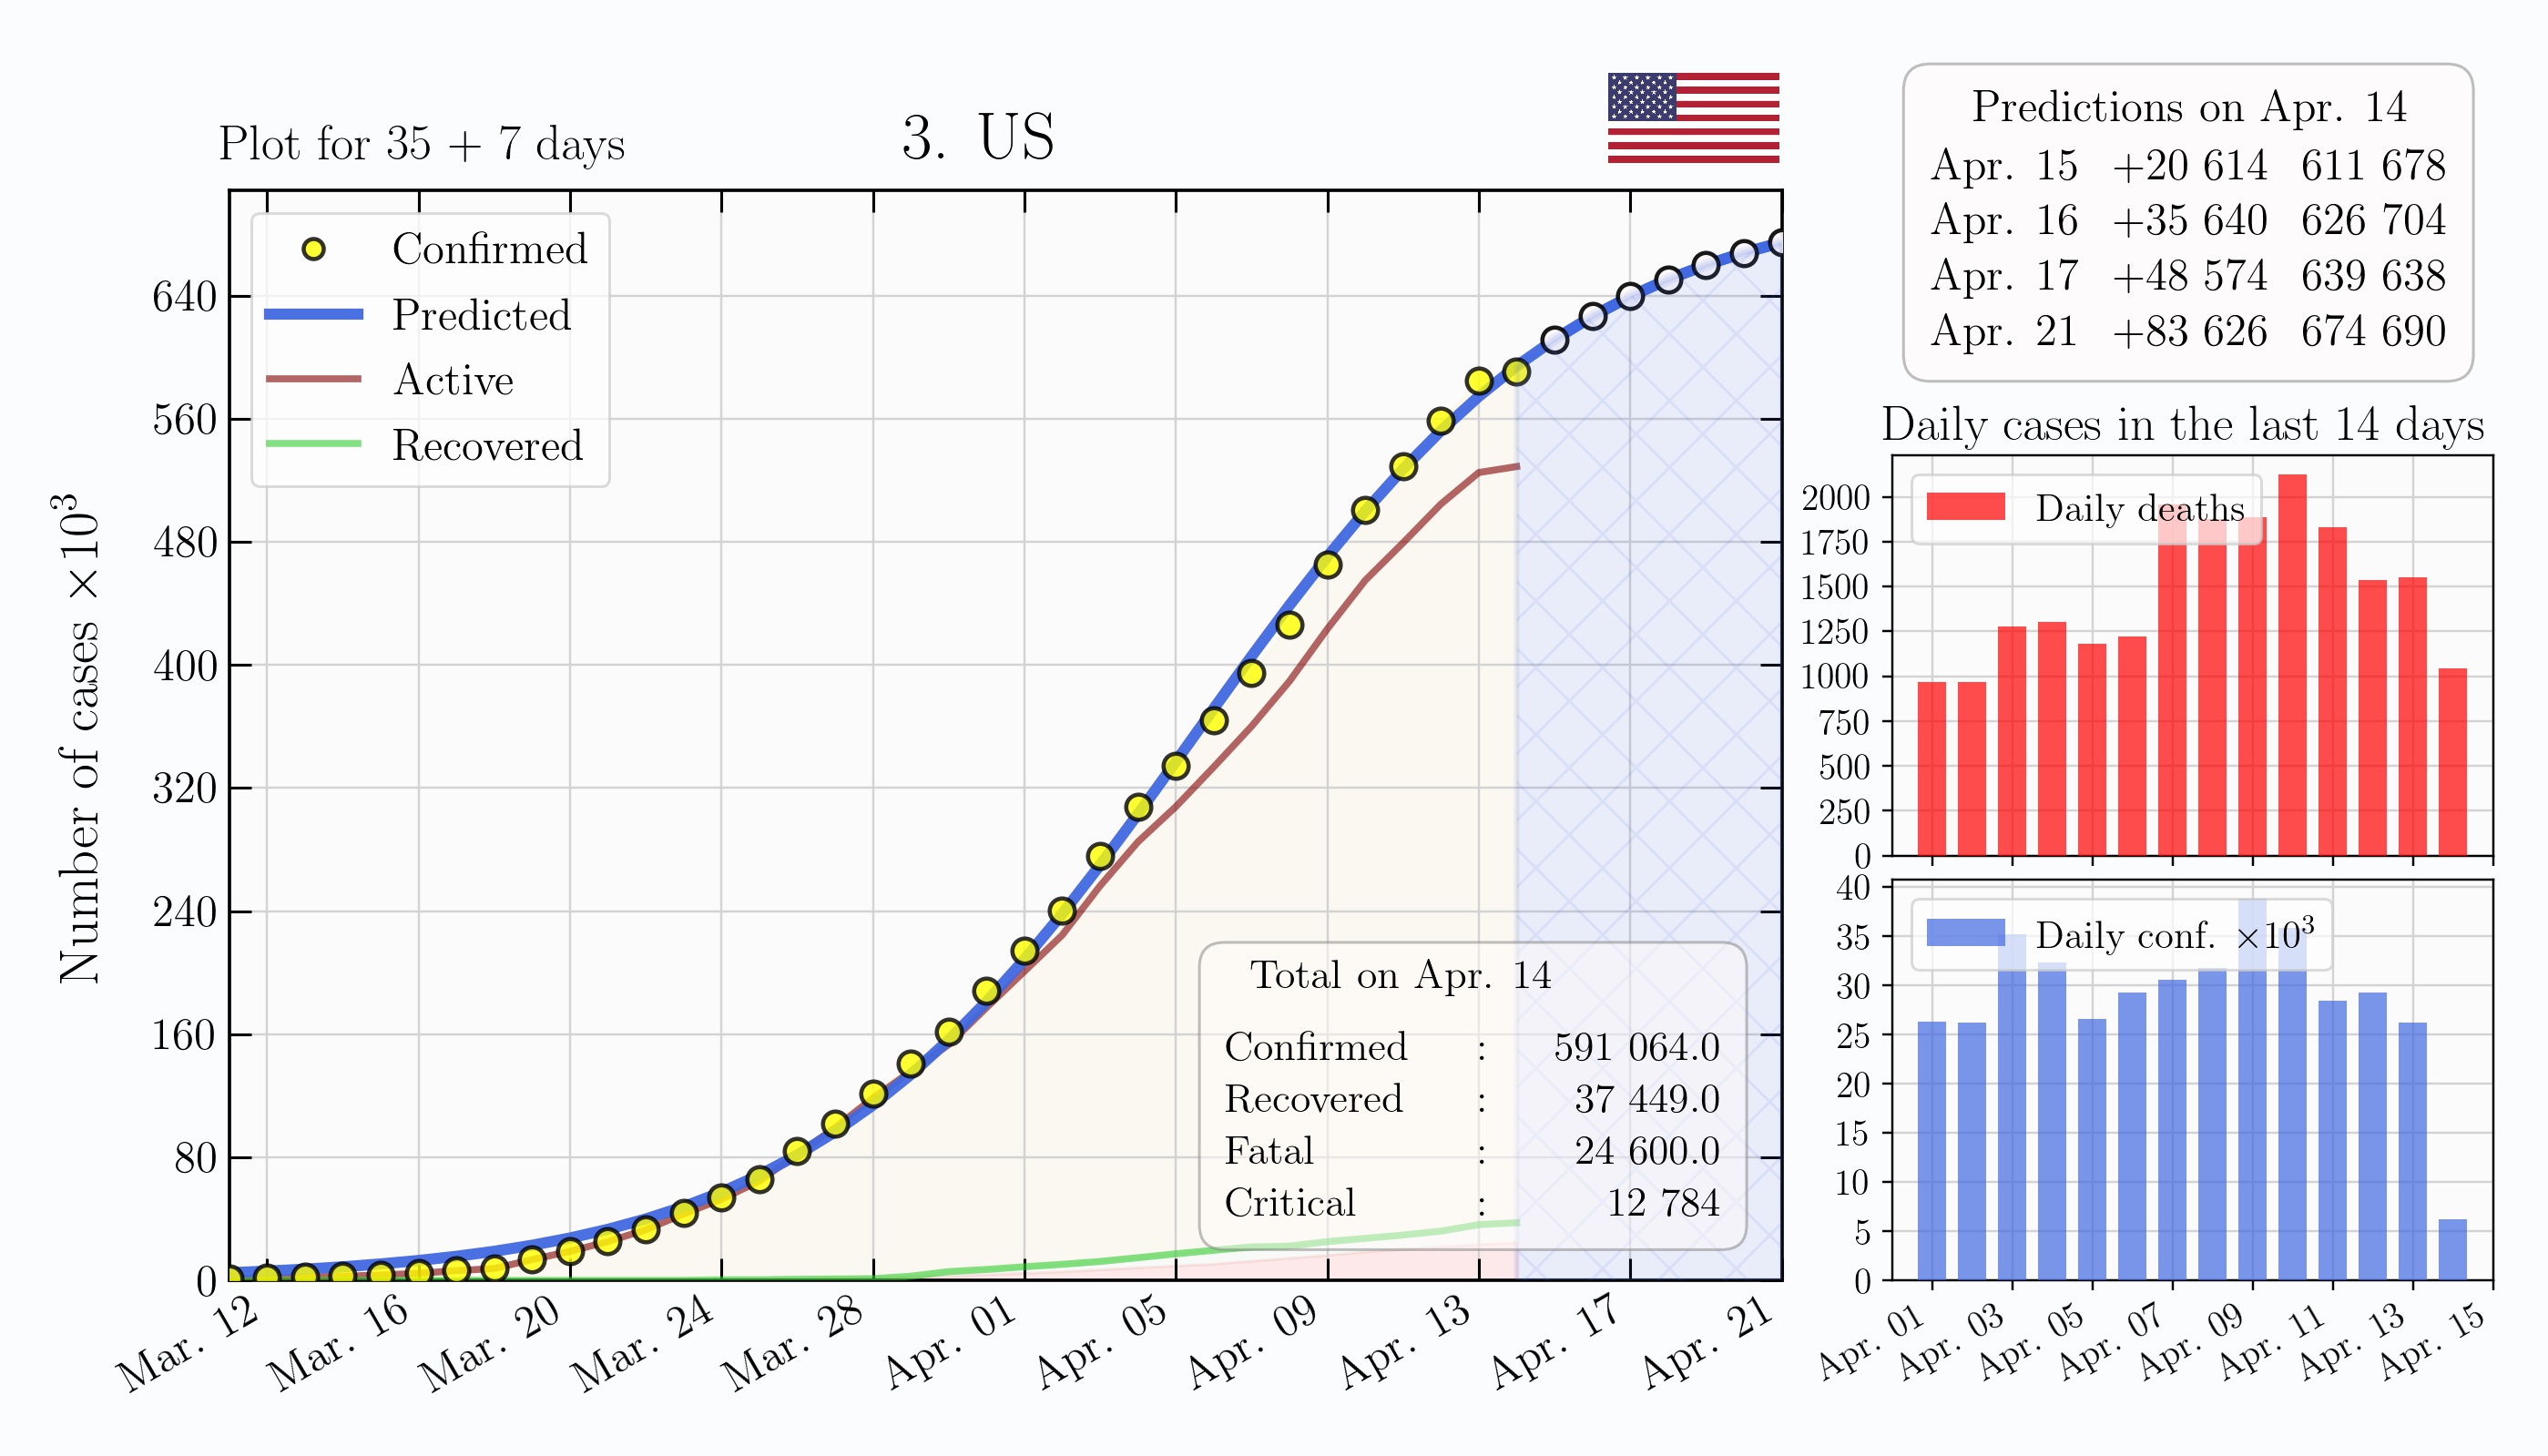 Plot for 35 + 7 days
3. US
Number of cases ×10³
640
560
480
400
320
240
160
80
0
Confirmed
Predicted
Active
Recovered
Total on Apr. 14
Confirmed : 591 064.0
Recovered : 37 449.0
Fatal : 24 600.0
Critical : 12 784
Mar. 12
Mar. 16
Mar. 20
Mar. 24
Mar. 28
Apr. 01
Apr. 05
Apr. 09
Apr. 13
Apr. 17
Apr. 21
Predictions on Apr. 14
Apr. 15 +20 614 611 678
Apr. 16 +35 640 626 704
Apr. 17 +48 574 639 638
Apr. 21 +83 626 674 690
Daily cases in the last 14 days
2000
1750
1500
1250
1000
750
500
250
0
Daily deaths
40
35
30
25
20
15
10
5
0
Daily conf. ×10³
Apr. 01
Apr. 03
Apr. 05
Apr. 07
Apr. 09
Apr. 11
Apr. 13
Apr. 15